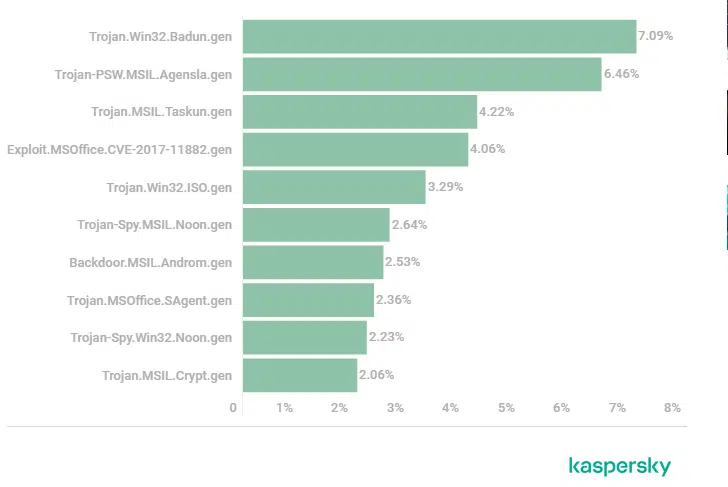 Trojan.Win32.Badun.gen 7.09%
Trojan-PSW.MSIL.Agensla.gen 6.46%
Trojan.MSIL.Taskun.gen 4.22%
Exploit.MSOffice.CVE-2017-11882.gen 4.06%
Trojan.Win32.ISO.gen 3.29%
Trojan-Spy.MSIL.Noon.gen 2.64%
Backdoor.MSIL.Androm.gen 2.53%
Trojan.MSOffice.SAgent.gen 2.36%
Trojan-Spy.Win32.Noon.gen 2.23%
Trojan.MSIL.Crypt.gen 2.06%
0 1% 2% 3% 4% 5% 6% 7% 8%
kaspersky